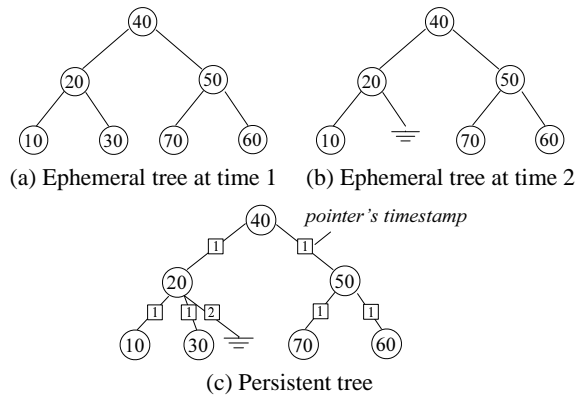 40 40
20 50 20 50
10 30 70 60 10 70 60
(a) Ephemeral tree at time 1 (b) Ephemeral tree at time 2
40 pointer's timestamp
1 1
20 50
1 1 2 1 1
10 30 70 60
(c) Persistent tree